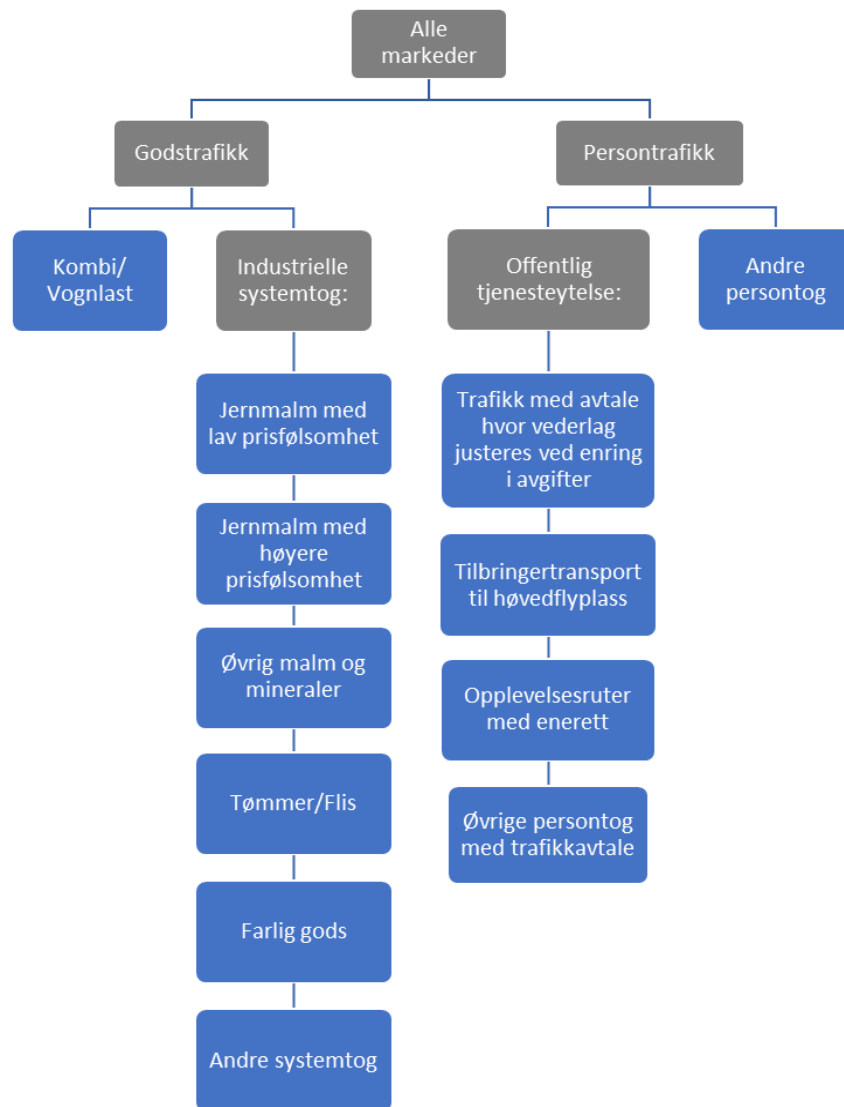 Alle
markeder
Godstrafikk
Persontrafikk
Kombi/
Vognlast
Industrielle
systemtog:
Offentlig
tjenesteytelse:
Andre
persontog
Jernmalm med
lav prisfølsomhet
Jernmalm med
høyere
prisfølsomhet
Øvrig malm og
mineraler
Tømmer/Flis
Farlig gods
Andre systemtog
Trafikk med avtale
hvor vederlag
justeres ved enring
i avgifter
Tilbringertransport
til høvedflyplass
Opplevelsesruter
med enerett
Øvrige persontog
med trafikkavtale